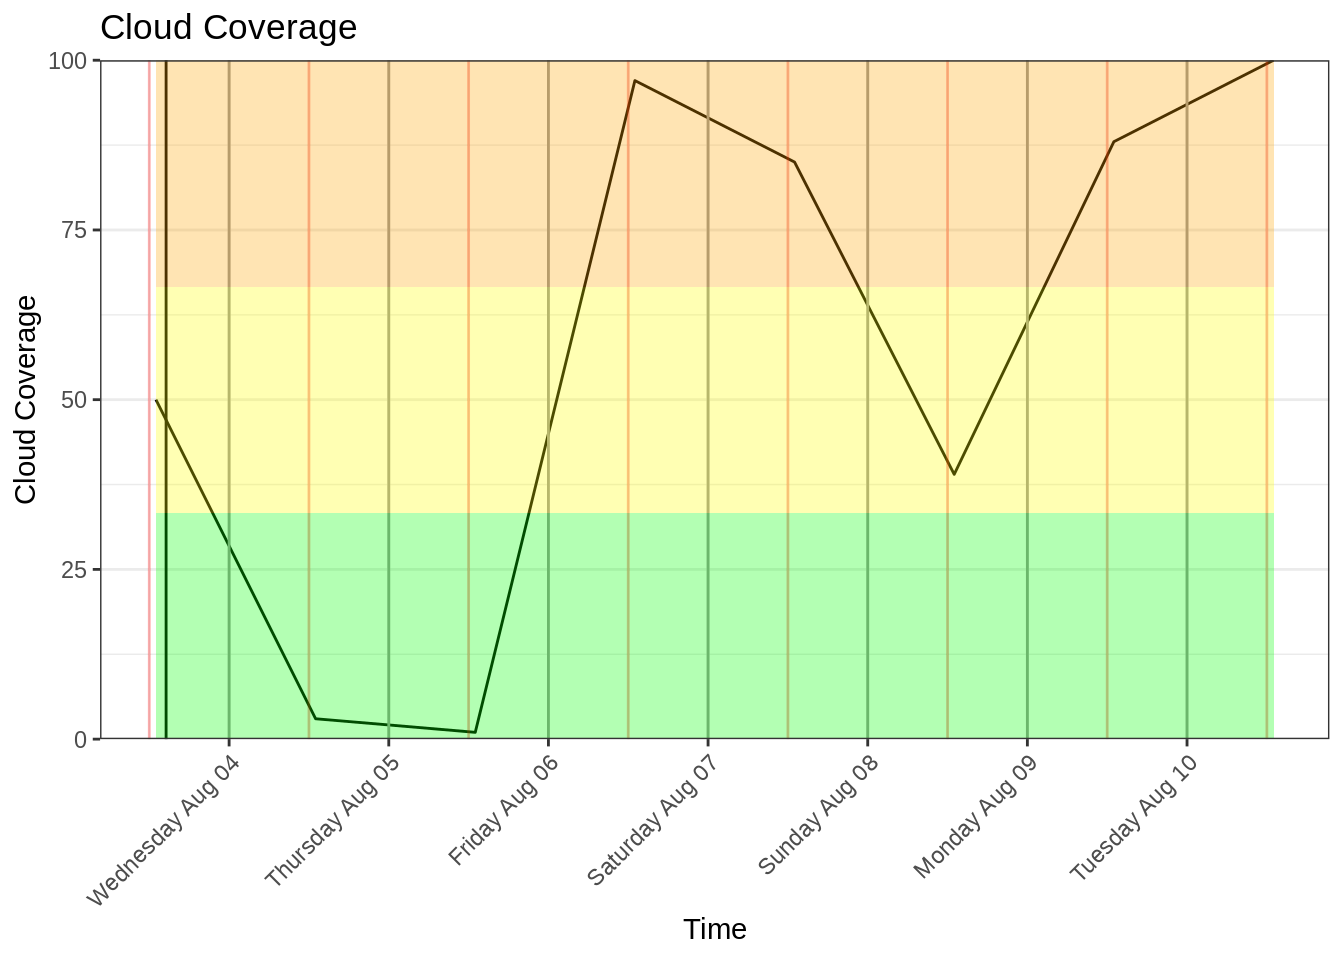 Cloud Coverage
100
75
50
25
0
Cloud Coverage
Wednesday Aug 04
Thursday Aug 05
Friday Aug 06
Saturday Aug 07
Sunday Aug 08
Monday Aug 09
Tuesday Aug 10
Time